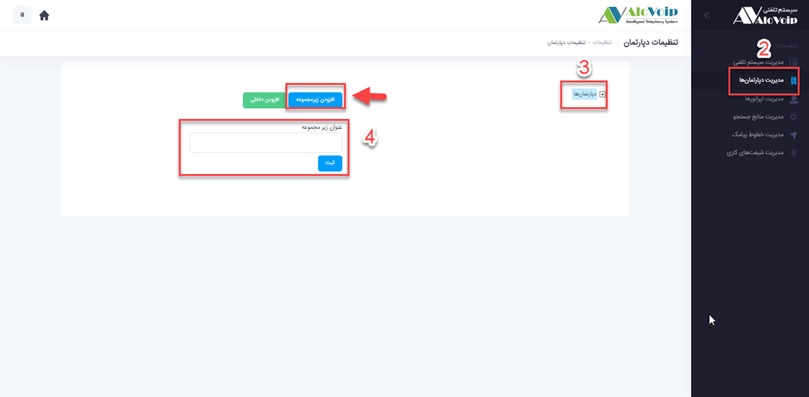 سیستم تلفنی
AloVoip
تنظیمات
2
مدیریت سیستم تلفنی
مدیریت دپارتمان‌ها
مدیریت اپراتورها
مدیریت منابع جستجو
مدیریت خطوط پیامک
مدیریت شیفت‌های کاری
AloVoip
Intelligent Telephony System
a
تنظیمات دپارتمان
تنظیمات - تنظیمات دپارتمان
3
دپارتمان‌ها
افزودن زیرمجموعه
افزودن داخلی
4
عنوان زیر مجموعه
ثبت